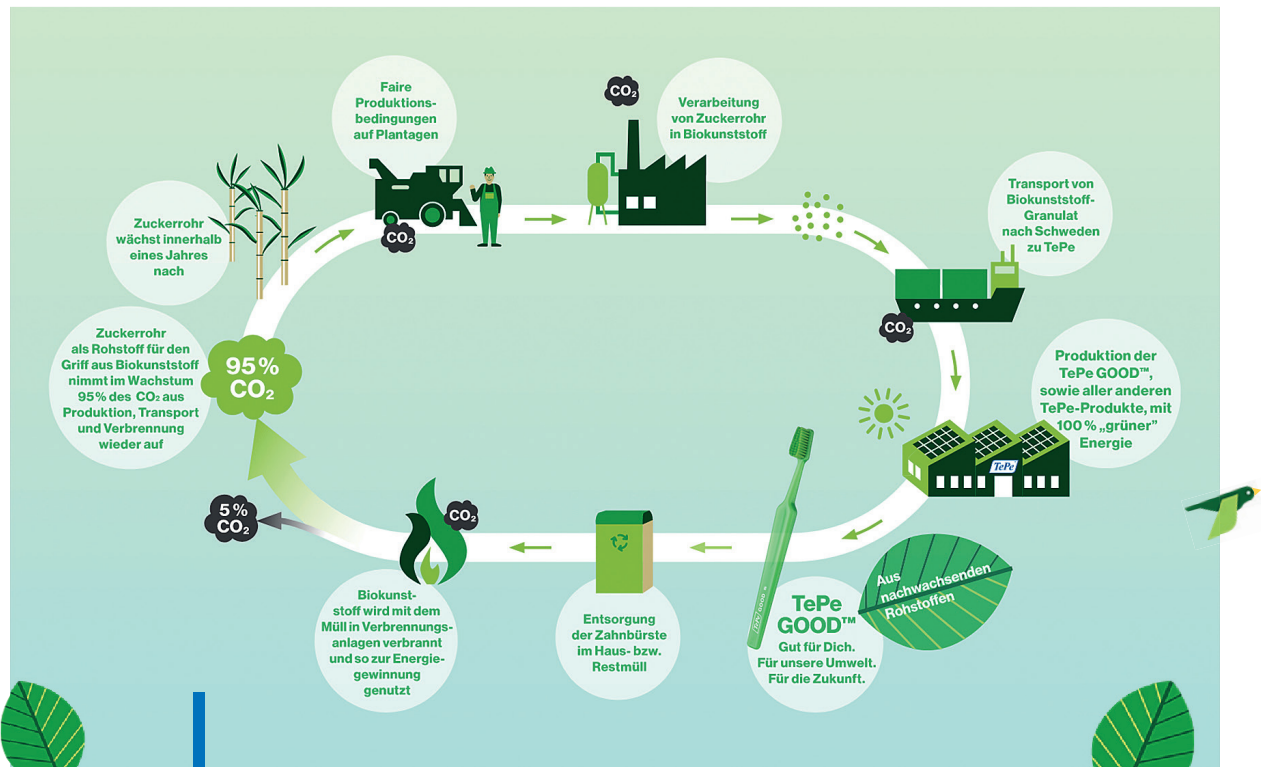 Faire
Produktions-
bedingungen
auf Plantagen
CO₂
CO₂
Verarbeitung
von Zuckerrohr
in Biokunststoff
Transport von
Biokunststoff-
Granulat
nach Schweden
zu TePe
CO₂
Produktion der
TePe GOOD™,
sowie aller anderen
TePe-Produkte, mit
100 % „grüner”
Energie
TePe
Aus
nachwachsenden
Rohstoffen
TePe GOOD
TePe
GOOD™
Gut für Dich.
Für unsere Umwelt.
Für die Zukunft.
Entsorgung
der Zahnbürste
im Haus- bzw.
Restmüll
CO₂
Biokunst-
stoff wird mit dem
Müll in Verbrennungs-
anlagen verbrannt
und so zur Energie-
gewinnung
genutzt
5 %
CO₂
95 %
CO₂
Zuckerrohr
als Rohstoff für den
Griff aus Biokunststoff
nimmt im Wachstum
95% des CO₂ aus
Produktion, Transport
und Verbrennung
wieder auf
Zuckerrohr
wächst innerhalb
eines Jahres
nach